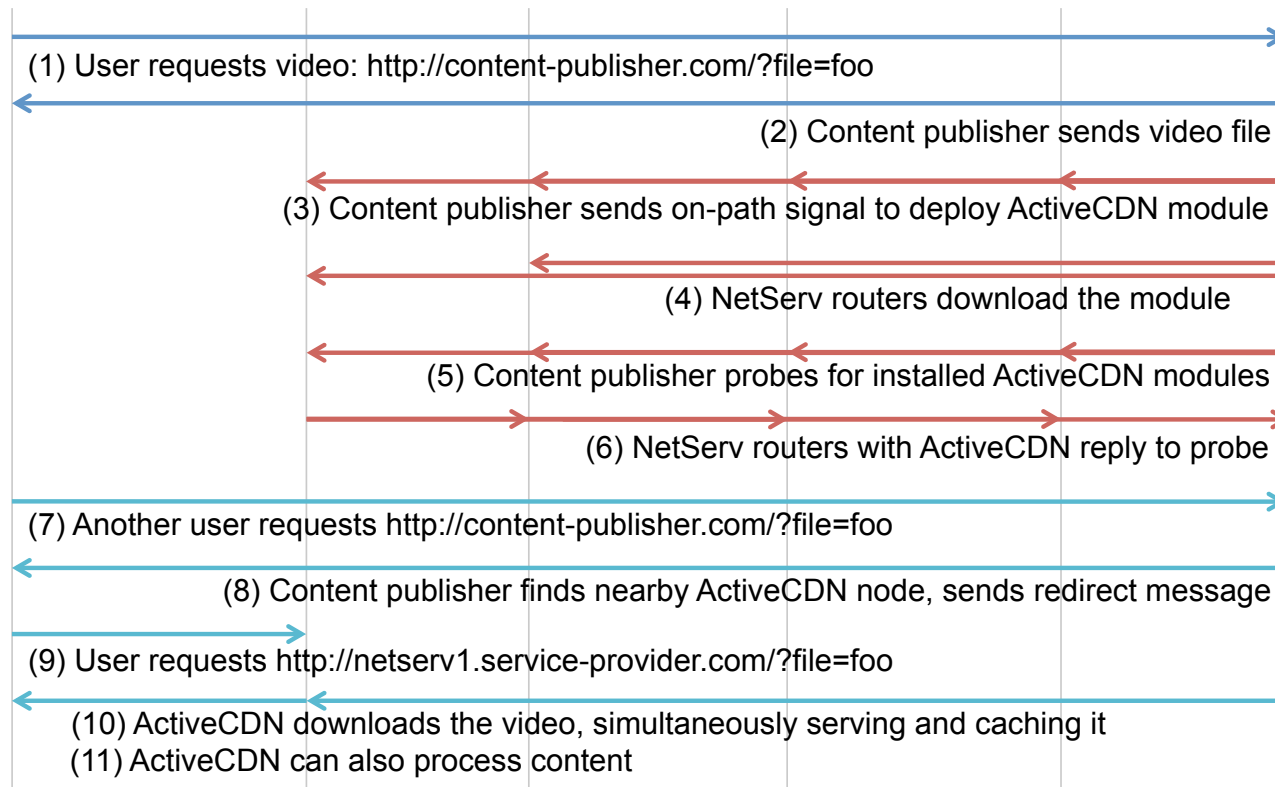 (1) User requests video: http://content-publisher.com/?file=foo
(2) Content publisher sends video file
(3) Content publisher sends on-path signal to deploy ActiveCDN module
(4) NetServ routers download the module
(5) Content publisher probes for installed ActiveCDN modules
(6) NetServ routers with ActiveCDN reply to probe
(7) Another user requests http://content-publisher.com/?file=foo
(8) Content publisher finds nearby ActiveCDN node, sends redirect message
(9) User requests http://netserv1.service-provider.com/?file=foo
(10) ActiveCDN downloads the video, simultaneously serving and caching it
(11) ActiveCDN can also process content